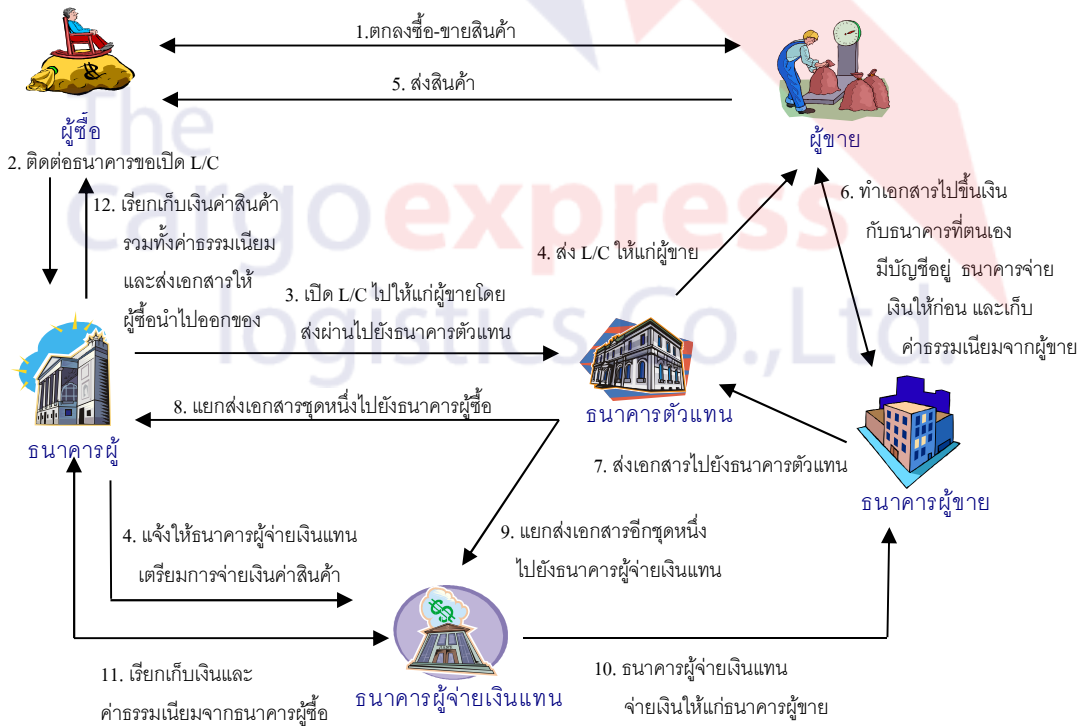 1.ตกลงซื้อ-ขายสินค้า
5. ส่งสินค้า
ผู้ซื้อ
ผู้ขาย
2. ติดต่อธนาคารขอเปิด L/C
12. เรียกเก็บเงินค่าสินค้า
รวมทั้งค่าธรรมเนียม
และส่งเอกสารให้
ผู้ซื้อนำไปออกของ
6. ทำเอกสารไปขึ้นเงิน
กับธนาคารที่ตนเอง
มีบัญชีอยู่ ธนาคารจ่าย
เงินให้ก่อน และเก็บ
ค่าธรรมเนียมจากผู้ขาย
4. ส่ง L/C ให้แก่ผู้ขาย
3. เปิด L/C ไปให้แก่ผู้ขายโดย
ส่งผ่านไปยังธนาคารตัวแทน
8. แยกส่งเอกสารชุดหนึ่งไปยังธนาคารผู้ซื้อ
ธนาคารตัวแทน
ธนาคารผู้
7. ส่งเอกสารไปยังธนาคารตัวแทน
ธนาคารผู้ขาย
4. แจ้งให้ธนาคารผู้จ่ายเงินแทน
เตรียมการจ่ายเงินค่าสินค้า
9. แยกส่งเอกสารอีกชุดหนึ่ง
ไปยังธนาคารผู้จ่ายเงินแทน
11. เรียกเก็บเงินและ
ค่าธรรมเนียมจากธนาคารผู้ซื้อ
ธนาคารผู้จ่ายเงินแทน
10. ธนาคารผู้จ่ายเงินแทน
จ่ายเงินให้แก่ธนาคารผู้ขาย
The
cargoexpress
logistics Co.,Ltd.